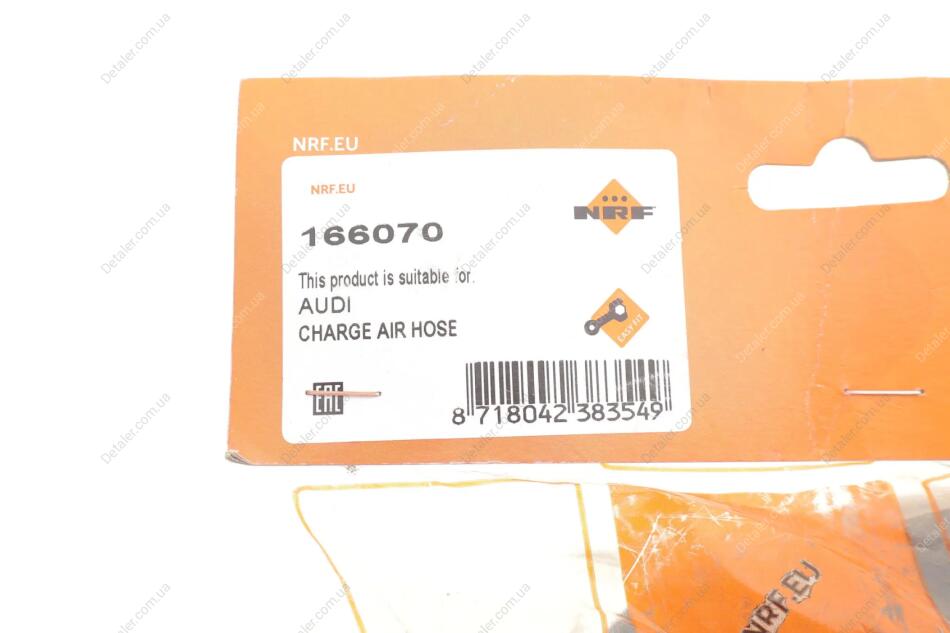 NRF.EU
NRF.EU
NRF
166070
This product is suitable for:
AUDI
CHARGE AIR HOSE
EASY FIT
EAC
8 718042 383549
NRF.EU
Detaler.com.ua